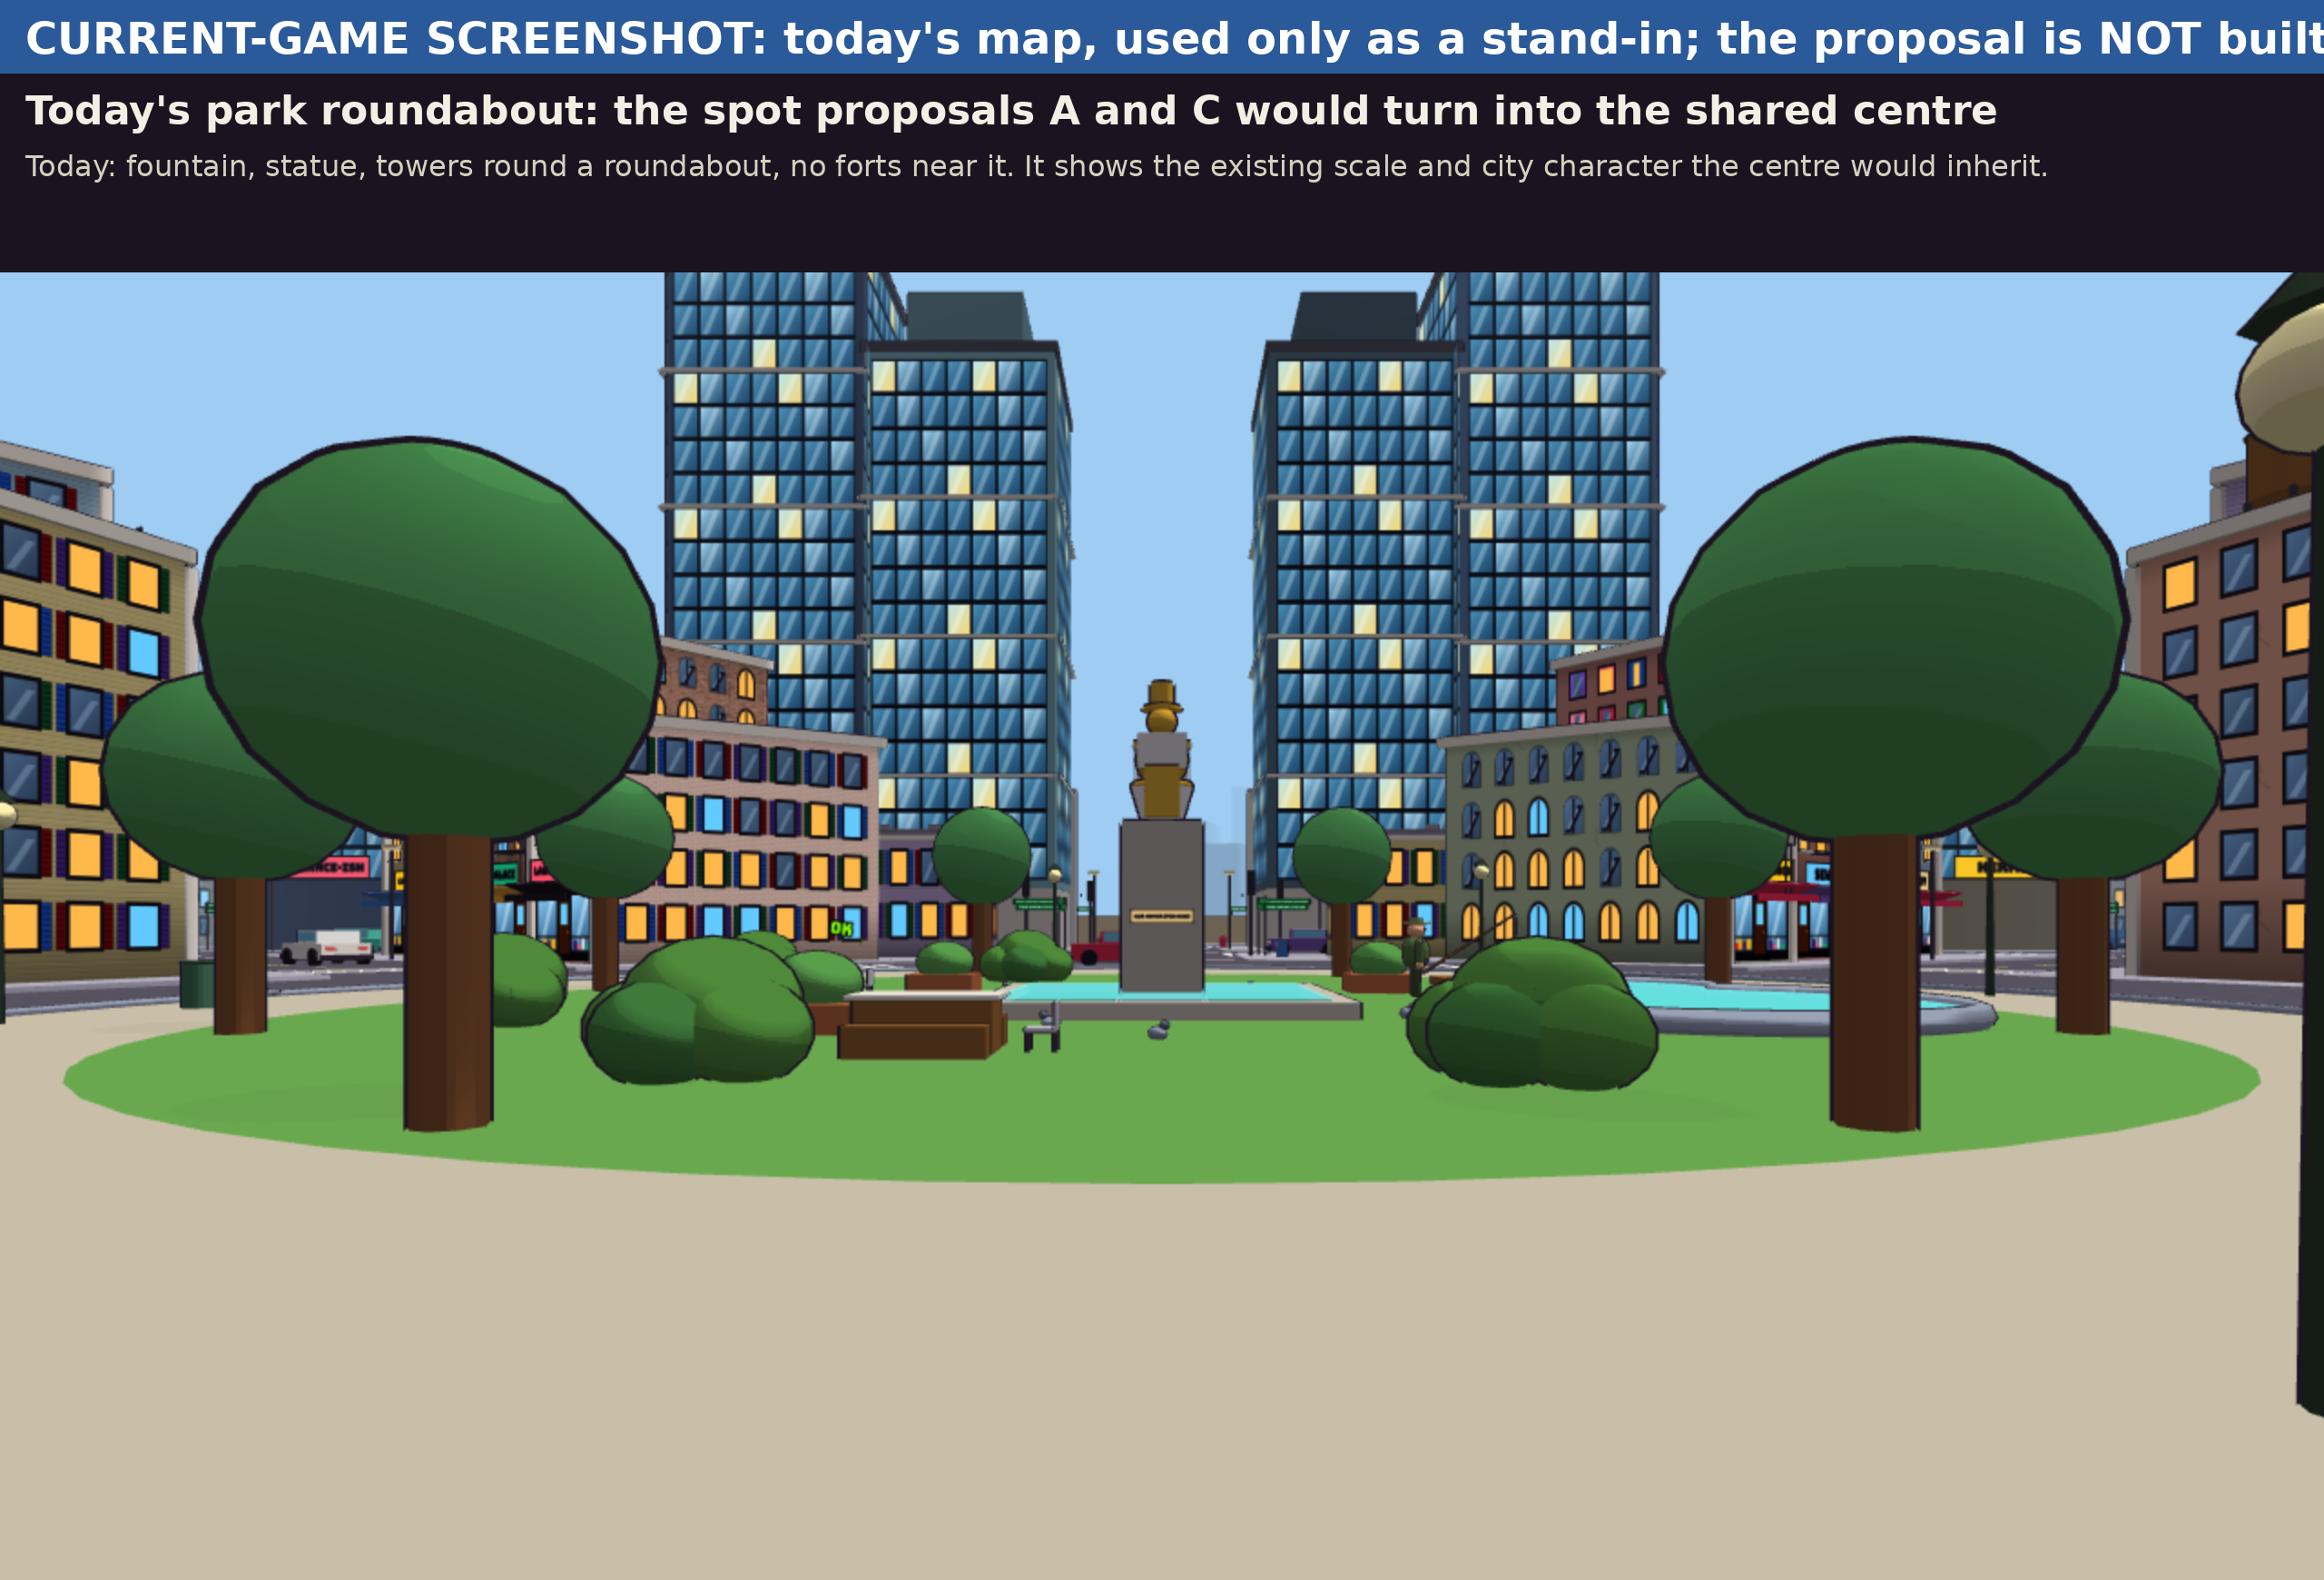 CURRENT-GAME SCREENSHOT: today's map, used only as a stand-in; the proposal is NOT built
Today's park roundabout: the spot proposals A and C would turn into the shared centre
Today: fountain, statue, towers round a roundabout, no forts near it. It shows the existing scale and city character the centre would inherit.
OK